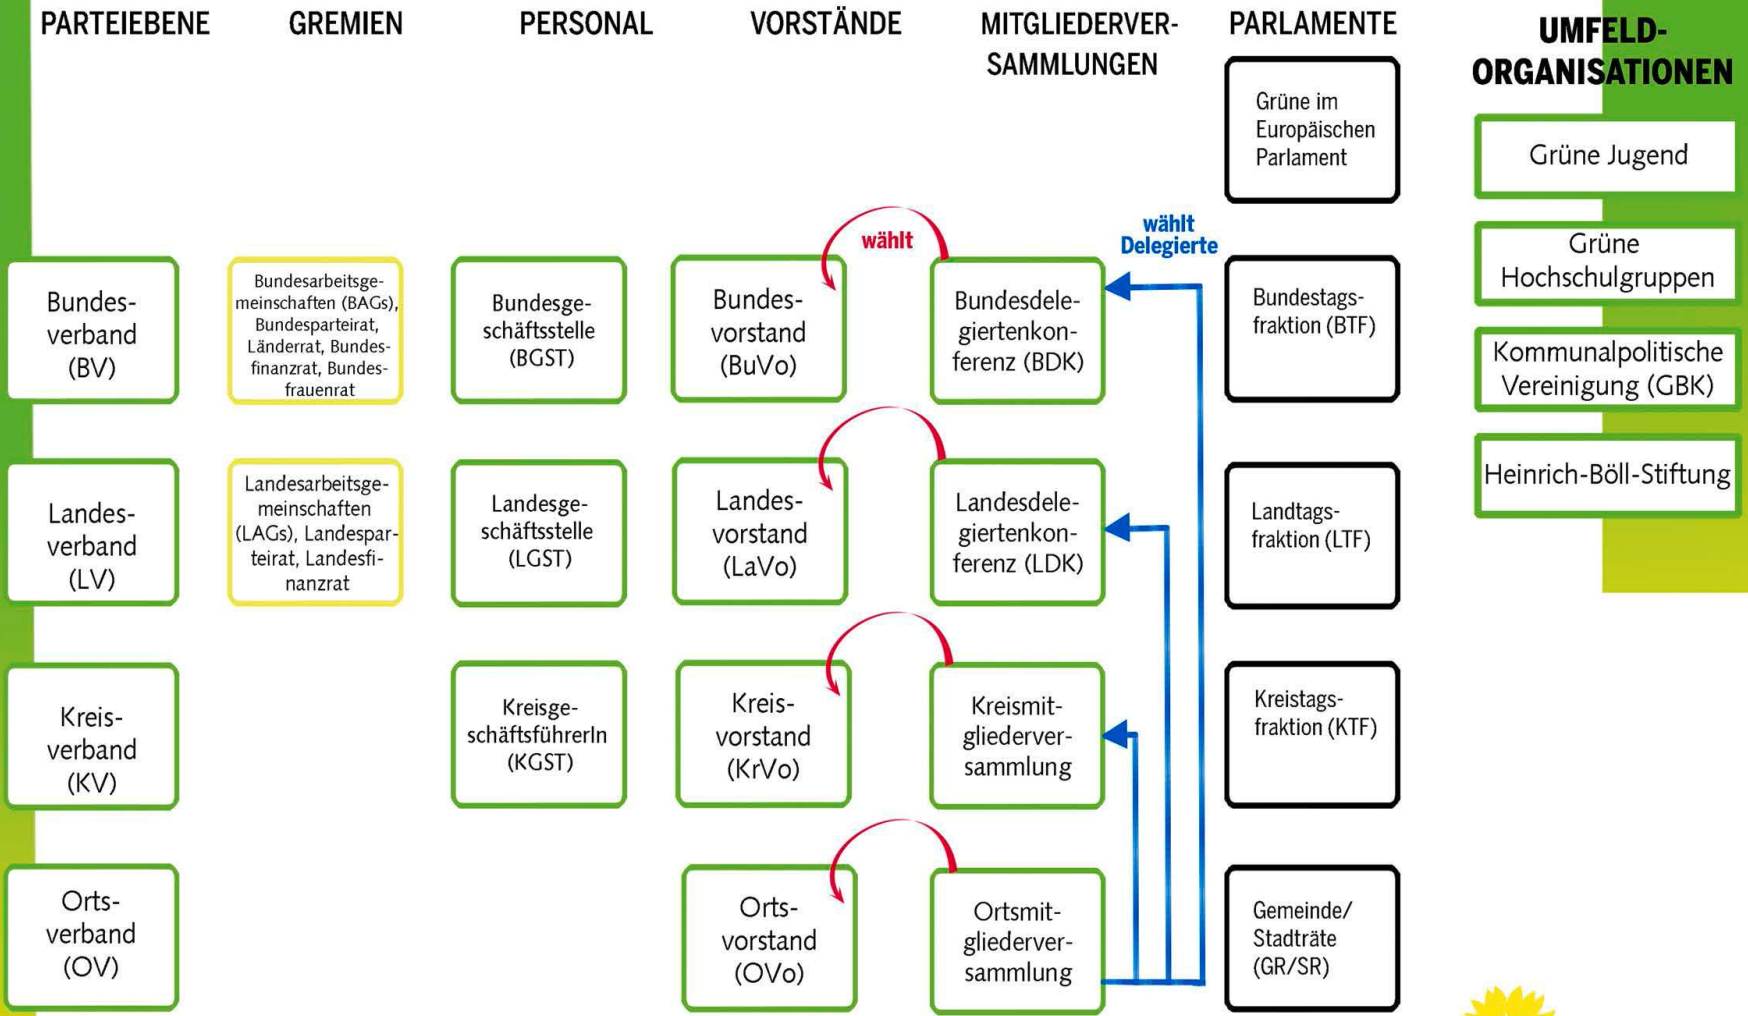 PARTEIEBENE
GREMIEN
PERSONAL
VORSTÄNDE
MITGLIEDERVER-
SAMMLUNGEN
PARLAMENTE
UMFELD-
ORGANISATIONEN
Grüne im
Europäischen
Parlament
Grüne Jugend
Grüne
Hochschulgruppen
Kommunalpolitische
Vereinigung (GBK)
Heinrich-Böll-Stiftung
wählt
wählt
Delegierte
Bundes-
verband
(BV)
Bundesarbeitsge-
meinschaften (BAGs),
Bundesparteirat,
Länderrat, Bundes-
finanzrat, Bundes-
frauenrat
Bundesge-
schäftsstelle
(BGST)
Bundes-
vorstand
(BuVo)
Bundesdele-
giertenkon-
ferenz (BDK)
Bundestags-
fraktion (BTF)
Landes-
verband
(LV)
Landesarbeitsge-
meinschaften
(LAGs), Landespar-
teirat, Landesfi-
nanzrat
Landesge-
schäftsstelle
(LGST)
Landes-
vorstand
(LaVo)
Landesdele-
giertenkon-
ferenz (LDK)
Landtags-
fraktion (LTF)
Kreis-
verband
(KV)
Kreisge-
schäftsführerIn
(KGST)
Kreis-
vorstand
(KrVo)
Kreismit-
gliederver-
sammlung
Kreistags-
fraktion (KTF)
Orts-
verband
(OV)
Orts-
vorstand
(OVo)
Ortsmit-
gliederver-
sammlung
Gemeinde/
Stadträte
(GR/SR)